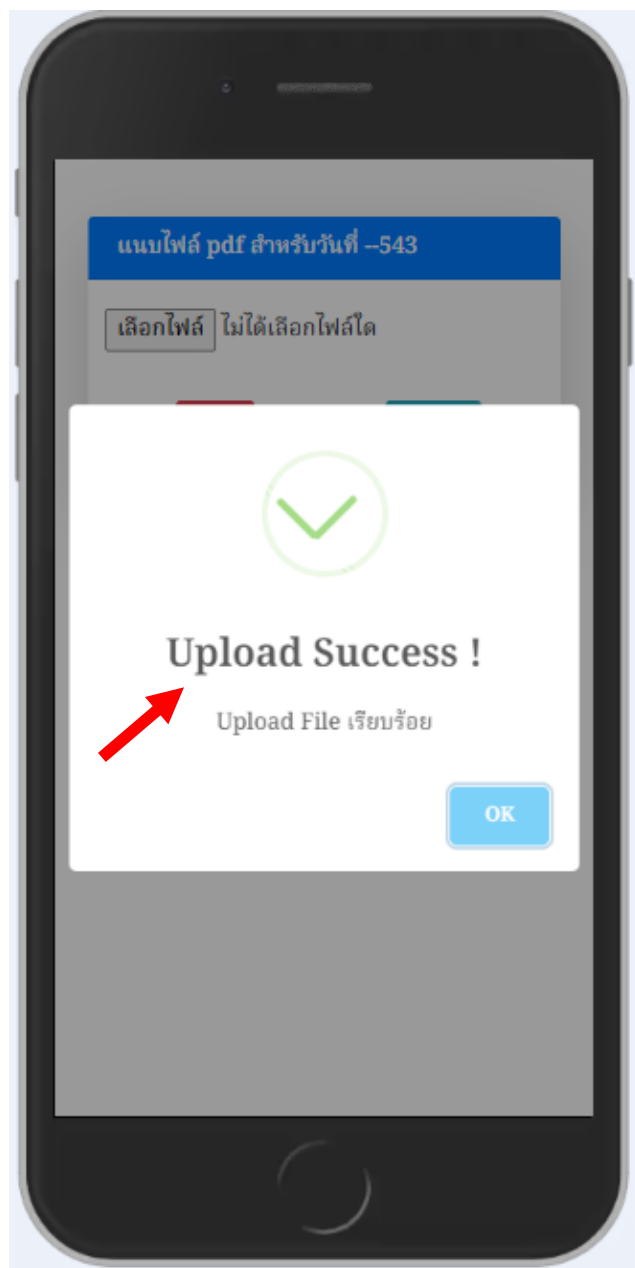 แนบไฟล์ pdf สำหรับวันที่ --543
เลือกไฟล์ ไม่ได้เลือกไฟล์ใด
Upload Success !
Upload File เรียบร้อย
OK